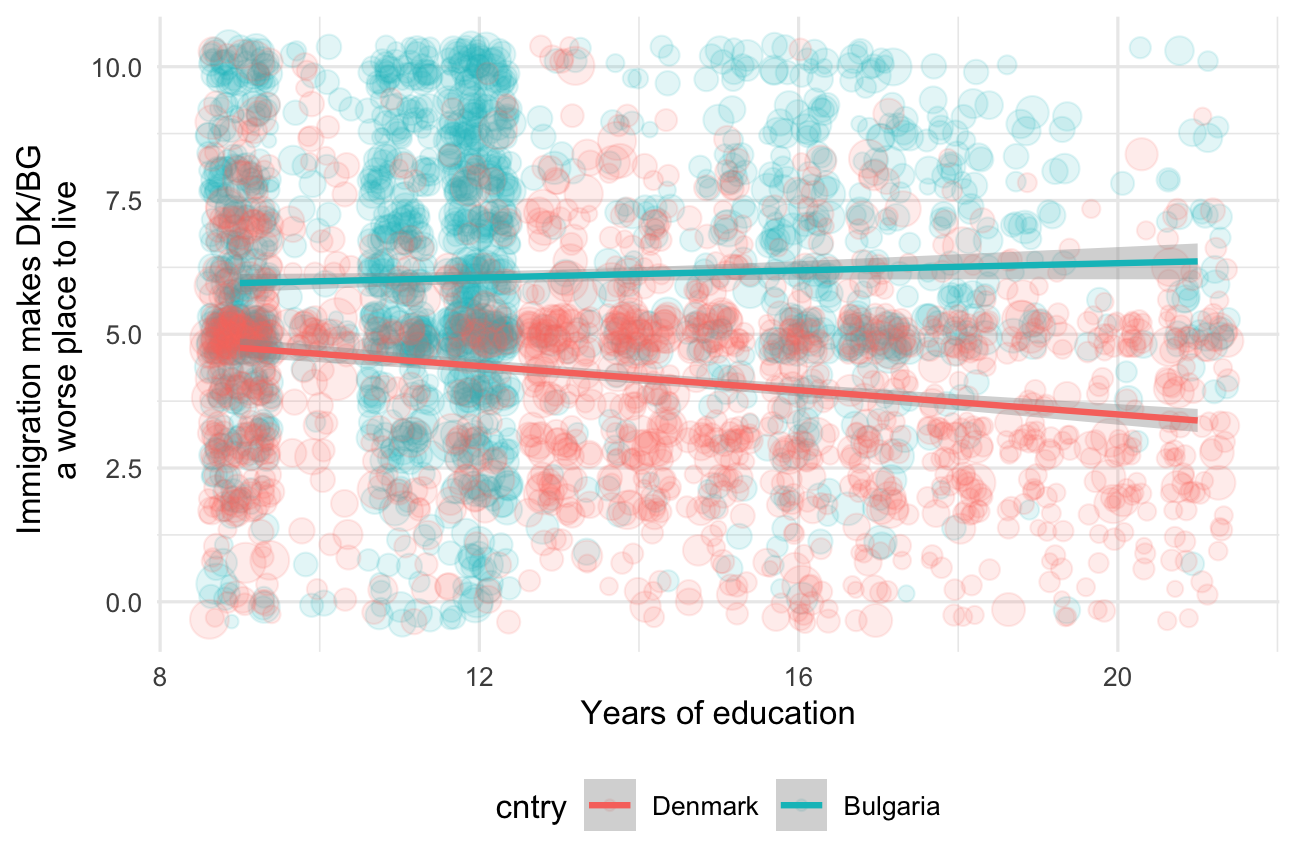 Immigration makes DK/BG
a worse place to live
10.0
7.5
5.0
2.5
0.0
8 12 16 20
Years of education
cntry Denmark Bulgaria